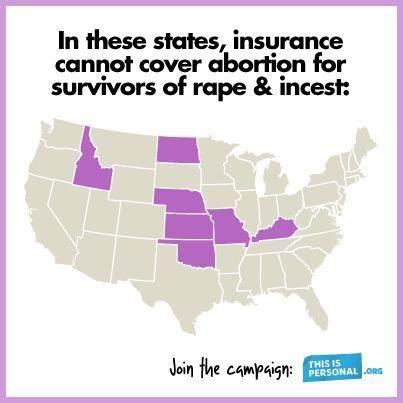 In these states, insurance
cannot cover abortion for
survivors of rape & incest:
Join the campaign: THIS IS PERSONAL .ORG